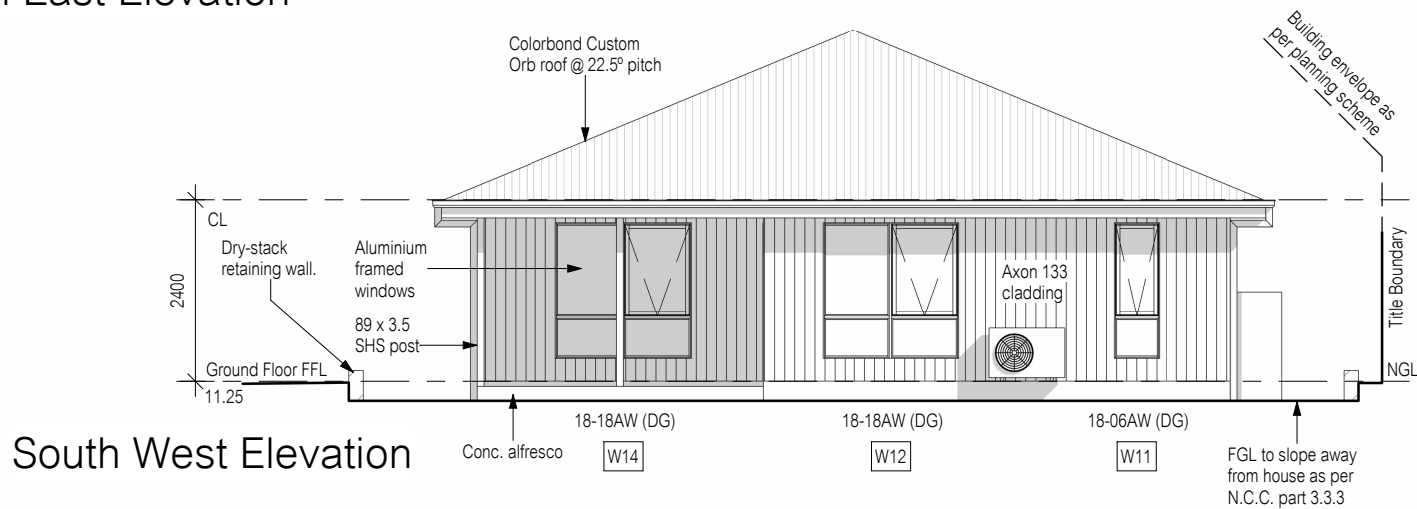 East Elevation
Colorbond Custom
Orb roof @ 22.5º pitch
Building envelope as
per planning scheme
CL
2400
Dry-stack
retaining wall.
Aluminium
framed
windows
89 x 3.5
SHS post
Axon 133
cladding
Title Boundary
Ground Floor FFL
11.25
NGL
18-18AW (DG)
W14
18-18AW (DG)
W12
18-06AW (DG)
W11
Conc. alfresco
FGL to slope away
from house as per
N.C.C. part 3.3.3
South West Elevation